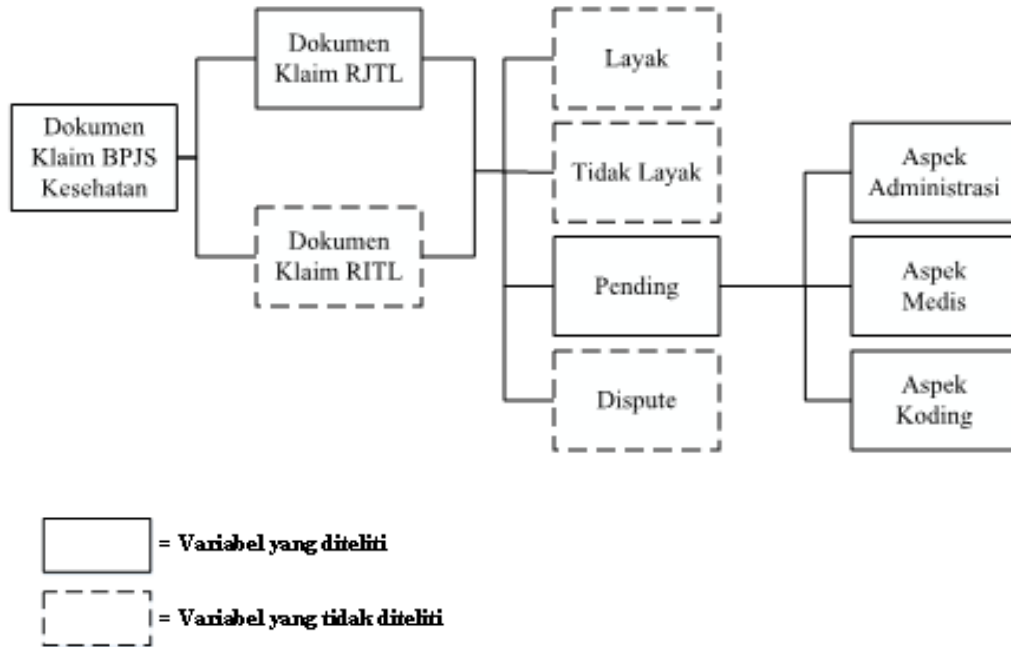 Dokumen
Klaim BPJS
Kesehatan
Dokumen
Klaim RJTL
Dokumen
Klaim RITL
Layak
Tidak Layak
Pending
Dispute
Aspek
Administrasi
Aspek
Medis
Aspek
Koding
= Variabel yang diteliti
= Variabel yang tidak diteliti